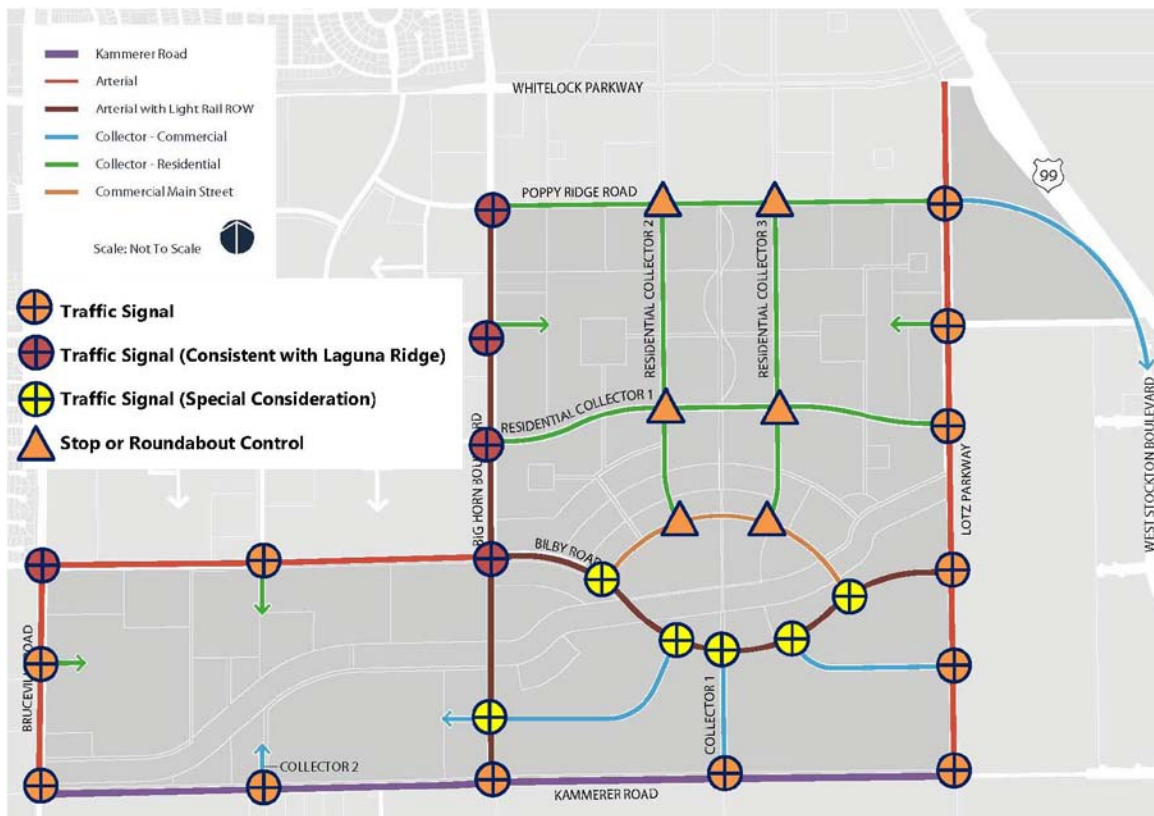 Kammerer Road
Arterial
Arterial with Light Rail ROW
Collector - Commercial
Collector - Residential
Commercial Main Street
Scale: Not To Scale
Traffic Signal
Traffic Signal (Consistent with Laguna Ridge)
Traffic Signal (Special Consideration)
Stop or Roundabout Control
WHITELOCK PARKWAY
99
POPPY RIDGE ROAD
RESIDENTIAL COLLECTOR 2
RESIDENTIAL COLLECTOR 3
RESIDENTIAL COLLECTOR 1
BIG HORN BOULEVARD
LOTZ PARKWAY
WEST STOCKTON BOULEVARD
BILBY ROAD
BRUCEVILLE ROAD
COLLECTOR 1
COLLECTOR 2
KAMMERER ROAD